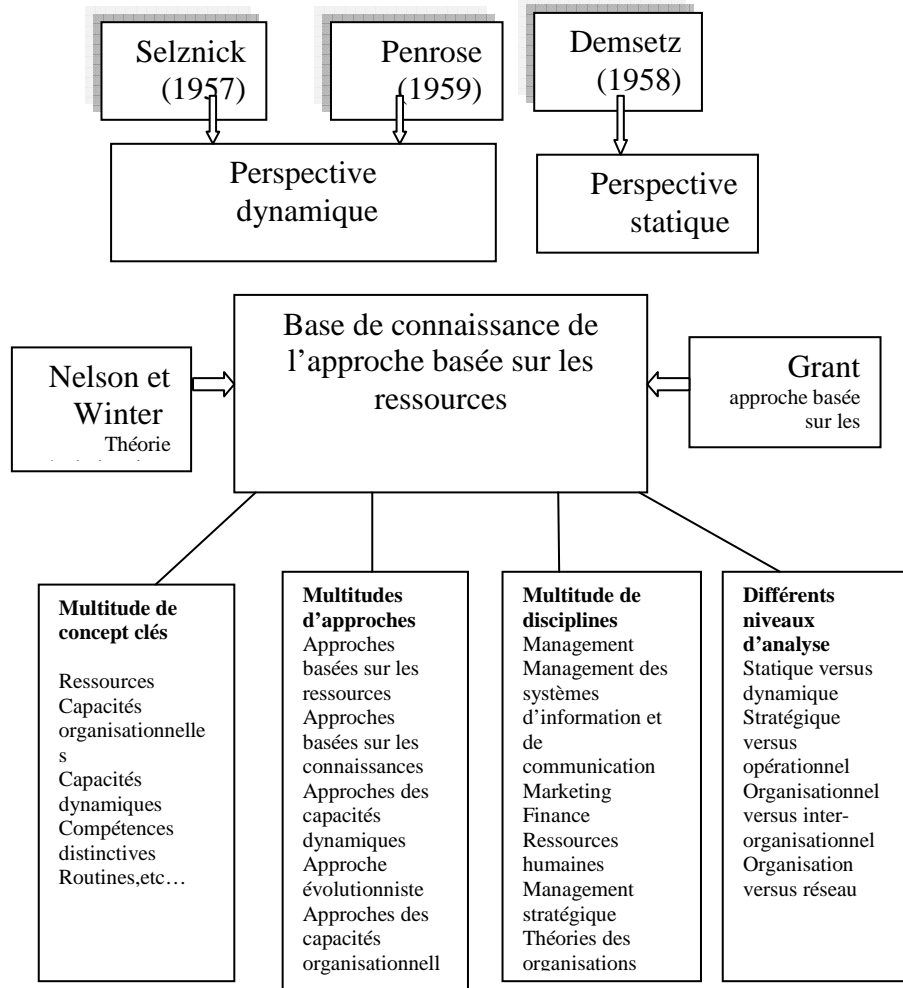 Selznick
(1957)
Penrose
(1959)
Demsetz
(1958)
Perspective
dynamique
Perspective
statique
Base de connaissance de
l'approche basée sur les
ressources
Nelson et
Winter
Théorie
Grant
approche basée
sur les
Multitude de
concept clés
Ressources
Capacités
organisationnelle
s
Capacités
dynamiques
Compétences
distinctives
Routines,etc…
Multitudes
d'approches
Approches
basées sur les
ressources
Approches
basées sur les
connaissances
Approches des
capacités
dynamiques
Approche
évolutionniste
Approches des
capacités
organisationnell
Multitude de
disciplines
Management
Management des
systèmes
d'information et
de
communication
Marketing
Finance
Ressources
humaines
Management
stratégique
Théories des
organisations
Différents
niveaux
d'analyse
Statique versus
dynamique
Stratégique
versus
opérationnel
Organisationnel
versus inter-
organisationnel
Organisation
versus réseau